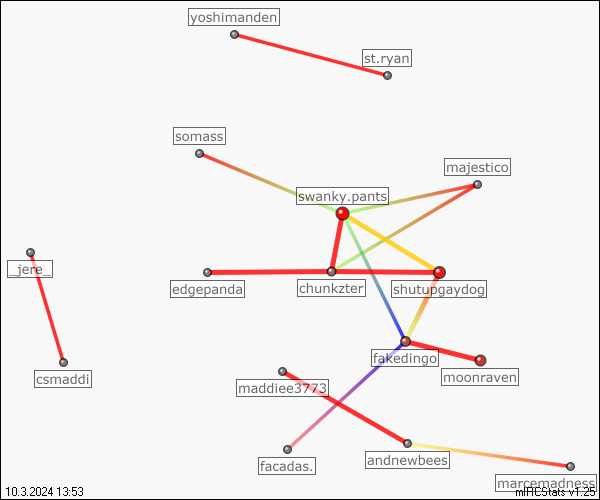 yoshimanden
st.ryan
somass
majestico
swanky.pants
_jere_
edgepanda
chunkzter
shutupgaydog
fakedingo
csmaddi
maddiee3773
moonraven
facadas.
andnewbees
marcemadness
10.3.2024 13:53
mIRCStats v1.25